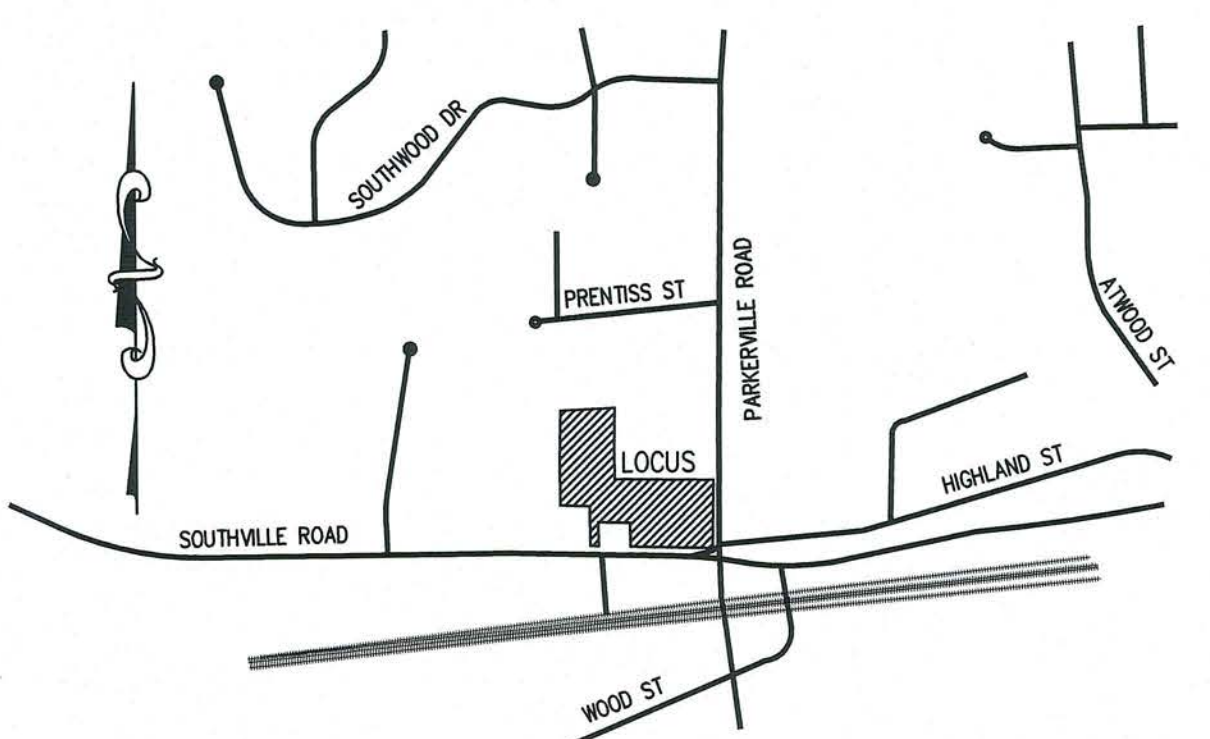 SOUTHWOOD DR
PRENTISS ST
PARKERVILLE ROAD
ATWOOD ST
LOCUS
HIGHLAND ST
SOUTHVILLE ROAD
WOOD ST